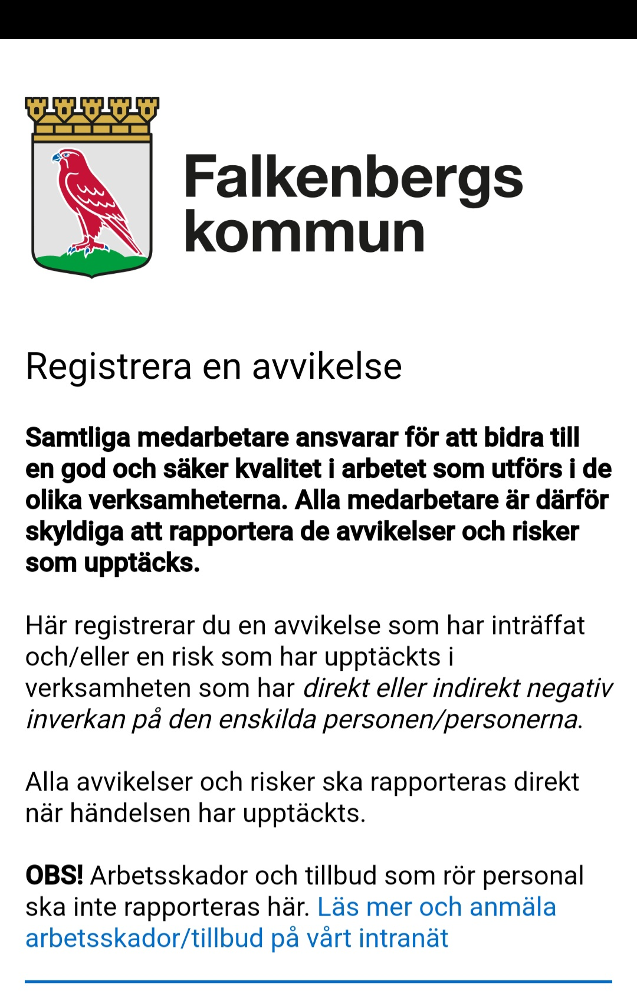 Falkenbergs
kommun
Registrera en avvikelse
Samtliga medarbetare ansvarar för att bidra till
en god och säker kvalitet i arbetet som utförs i de
olika verksamheterna. Alla medarbetare är därför
skyldiga att rapportera de avvikelser och risker
som upptäcks.
Här registrerar du en avvikelse som har inträffat
och/eller en risk som har upptäckts i
verksamheten som har direkt eller indirekt negativ
inverkan på den enskilda personen/personerna.
Alla avvikelser och risker ska rapporteras direkt
när händelsen har upptäckts.
OBS! Arbetsskador och tillbud som rör personal
ska inte rapporteras här. Läs mer och anmäla
arbetsskador/tillbud på vårt intranät